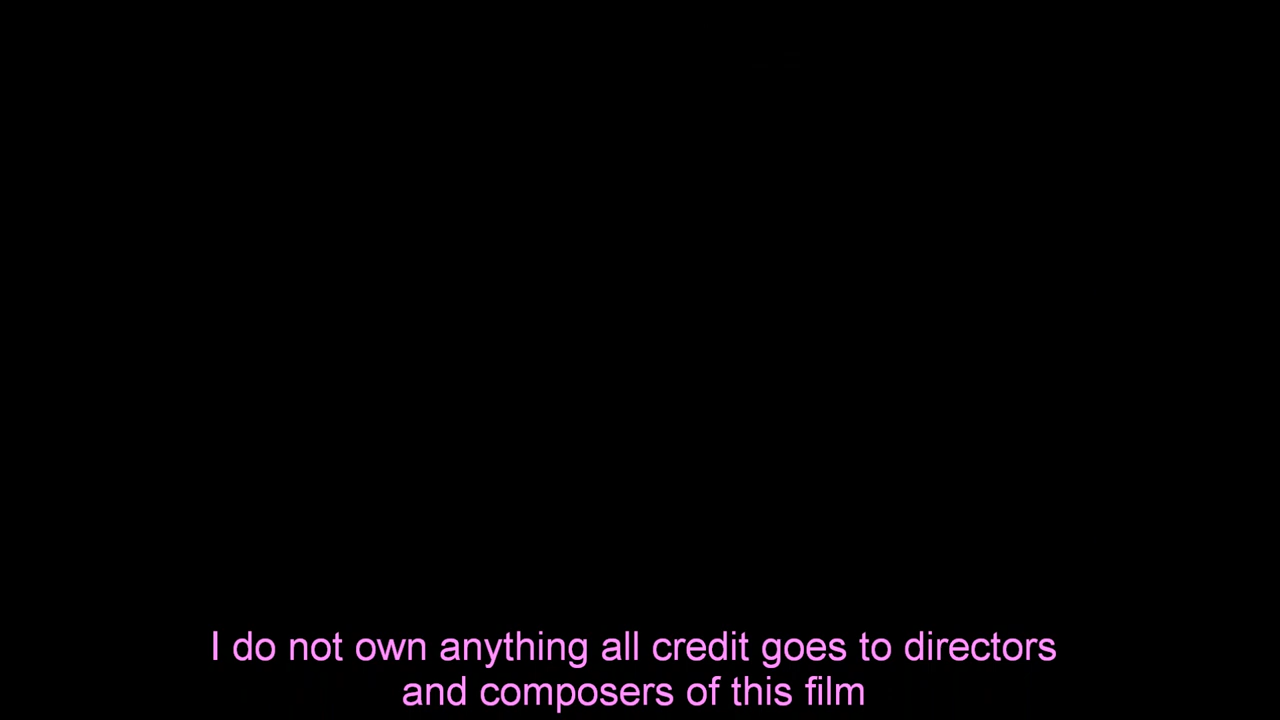 I do not own anything all credit goes to directors
and composers of this film